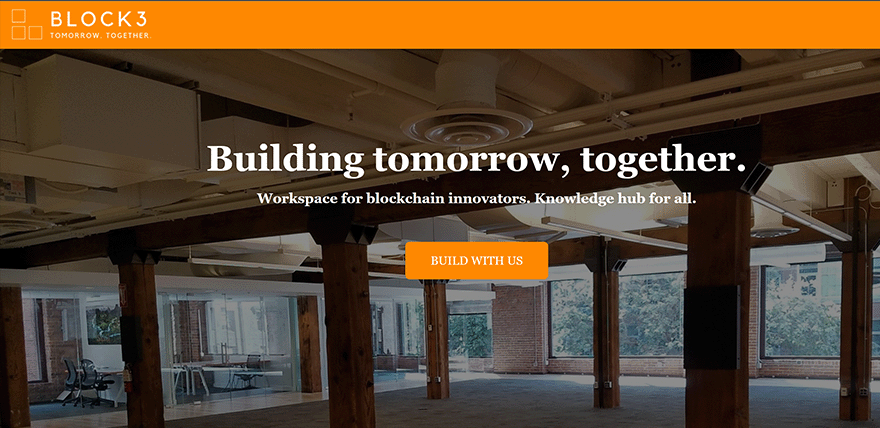 BLOCK3
TOMORROW. TOGETHER.
Building tomorrow, together.
Workspace for blockchain innovators. Knowledge hub for all.
BUILD WITH US